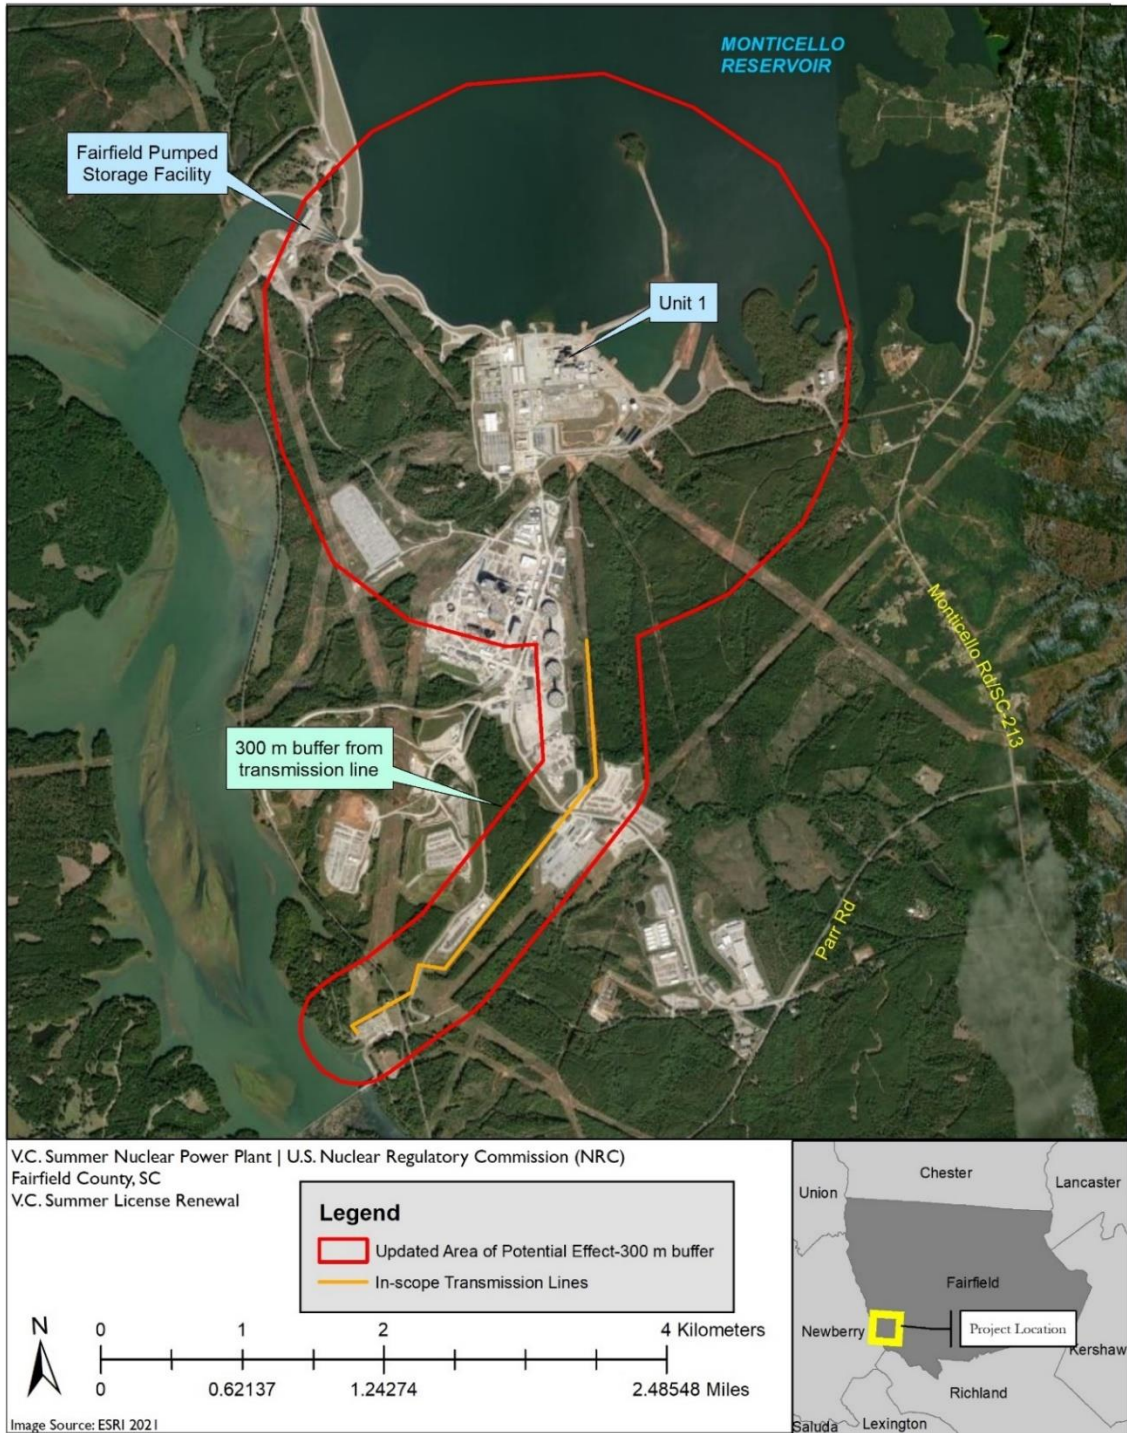 MONTICELLO
RESERVOIR
Fairfield Pumped
Storage Facility
Unit 1
Monticello Rd/SC-213
300 m buffer from
transmission line
Parr Rd
V.C. Summer Nuclear Power Plant | U.S. Nuclear Regulatory Commission (NRC)
Fairfield County, SC
V.C. Summer License Renewal
Legend
Updated Area of Potential Effect-300 m buffer
In-scope Transmission Lines
N
0 1 2 4 Kilometers
0 0.62137 1.24274 2.48548 Miles
Image Source: ESRI 2021
Chester
Union
Lancaster
Fairfield
Newberry
Project Location
Kershaw
Richland
Saluda
Lexington